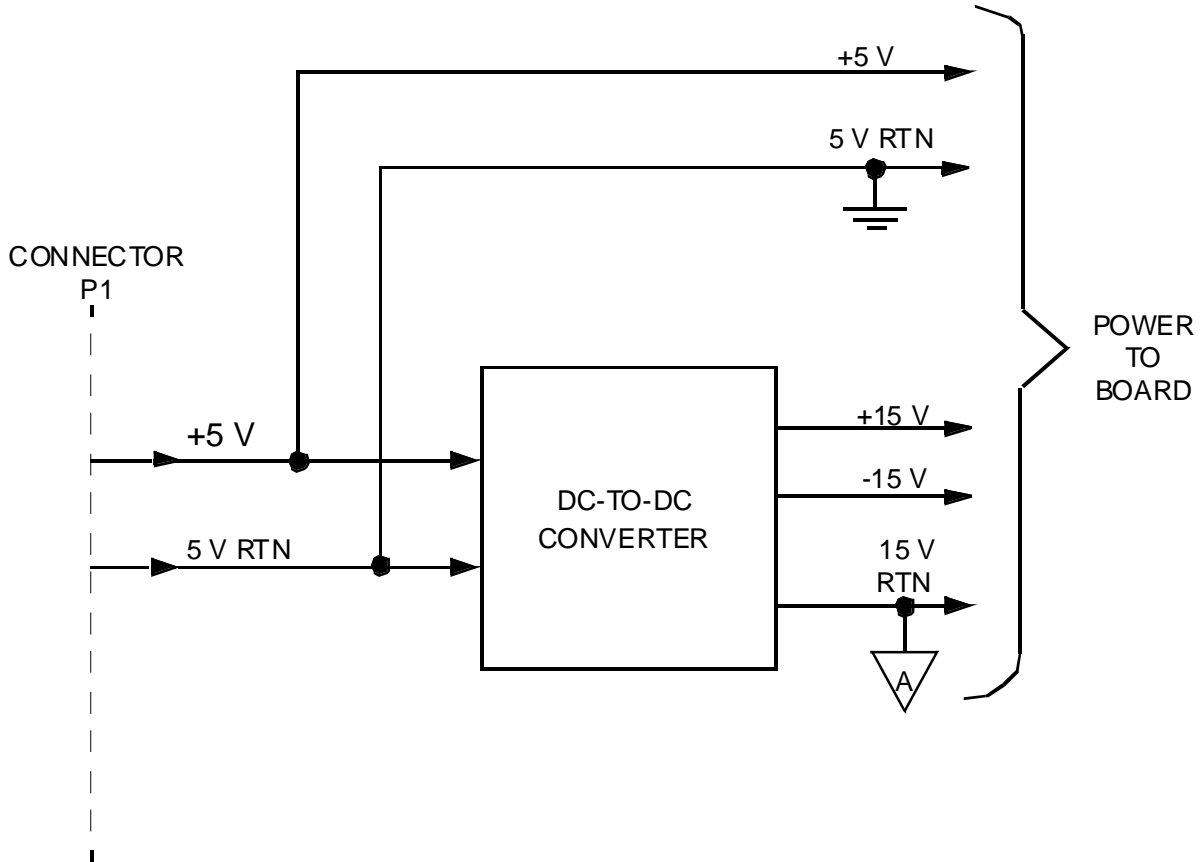 +5 V
5 V RTN
CONNECTOR
P1
POWER
TO
BOARD
+5 V
+15 V
-15 V
DC-TO-DC
CONVERTER
5 V RTN
15 V
RTN
A